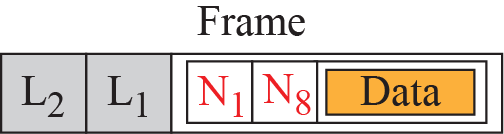 Frame
L₂ L₁ N₁ N₈ Data